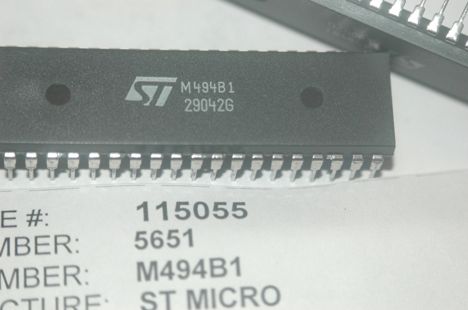 ST M494B1
29042G
E #: 115055
MBER: 5651
MBER: M494B1
CTURE: ST MICRO